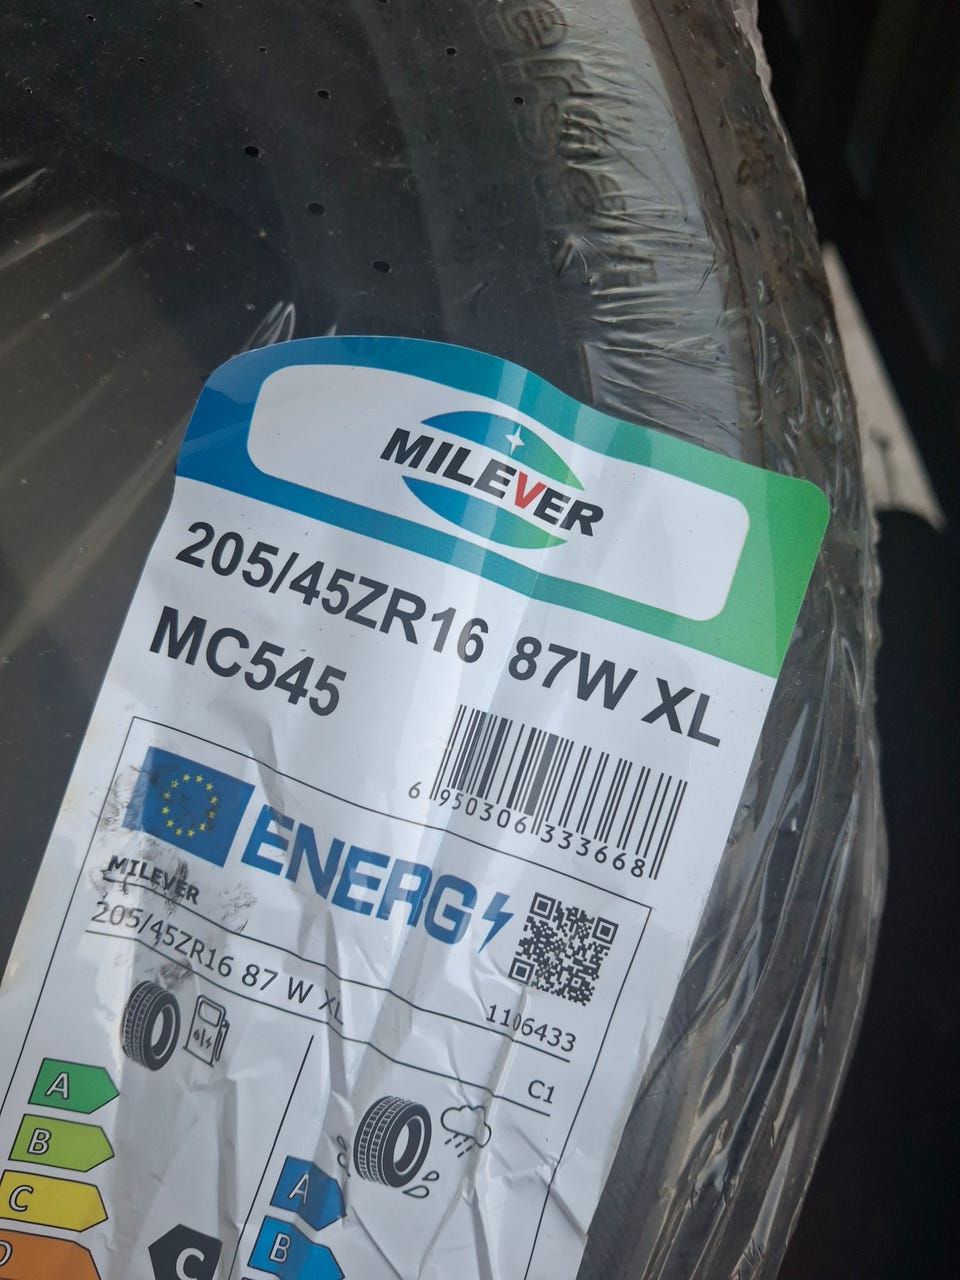 MILEVER
205/45ZR16 87W XL
MC545
6 950306 333668
ENERG
MILEVER
205/45ZR16 87 W XL
1106433
C1
A
B
C
D
C
A
B